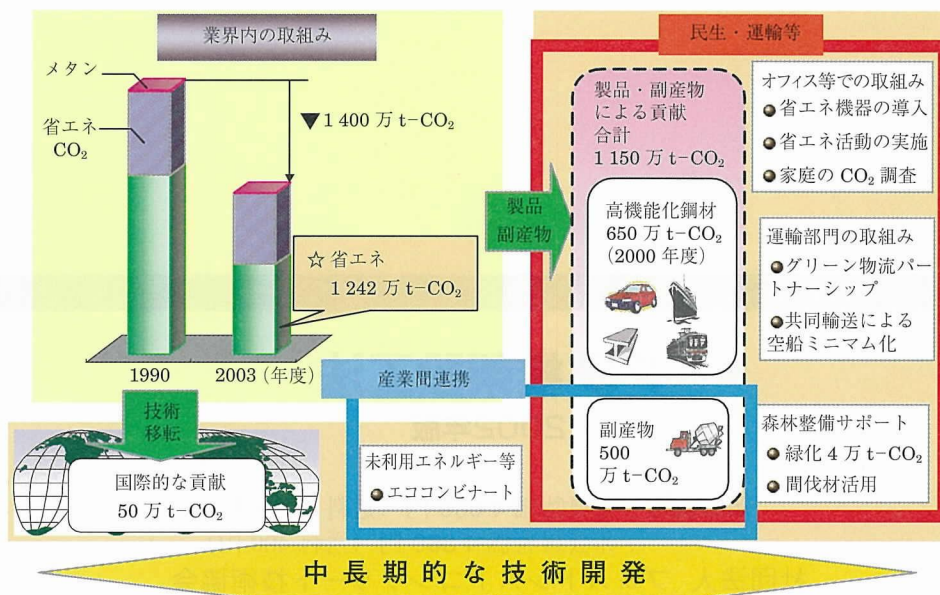 業界内の取組み
メタン
省エネ
CO₂
▼1 400 万 t-CO₂
☆ 省エネ
1 242 万 t-CO₂
1990
2003 (年度)
技術
移転
国際的な貢献
50 万 t-CO₂
製品
副産物
民生・運輸等
製品・副産物
による貢献
合計
1 150 万 t-CO₂
高機能化鋼材
650 万 t-CO₂
(2000 年度)
副産物
500
万 t-CO₂
オフィス等での取組み
●省エネ機器の導入
●省エネ活動の実施
●家庭の CO₂ 調査
運輸部門の取組み
●グリーン物流パー
トナーシップ
●共同輸送による
空船ミニマム化
森林整備サポート
●緑化 4 万 t-CO₂
●間伐材活用
産業間連携
未利用エネルギー等
●エココンビナート
中長期的な技術開発